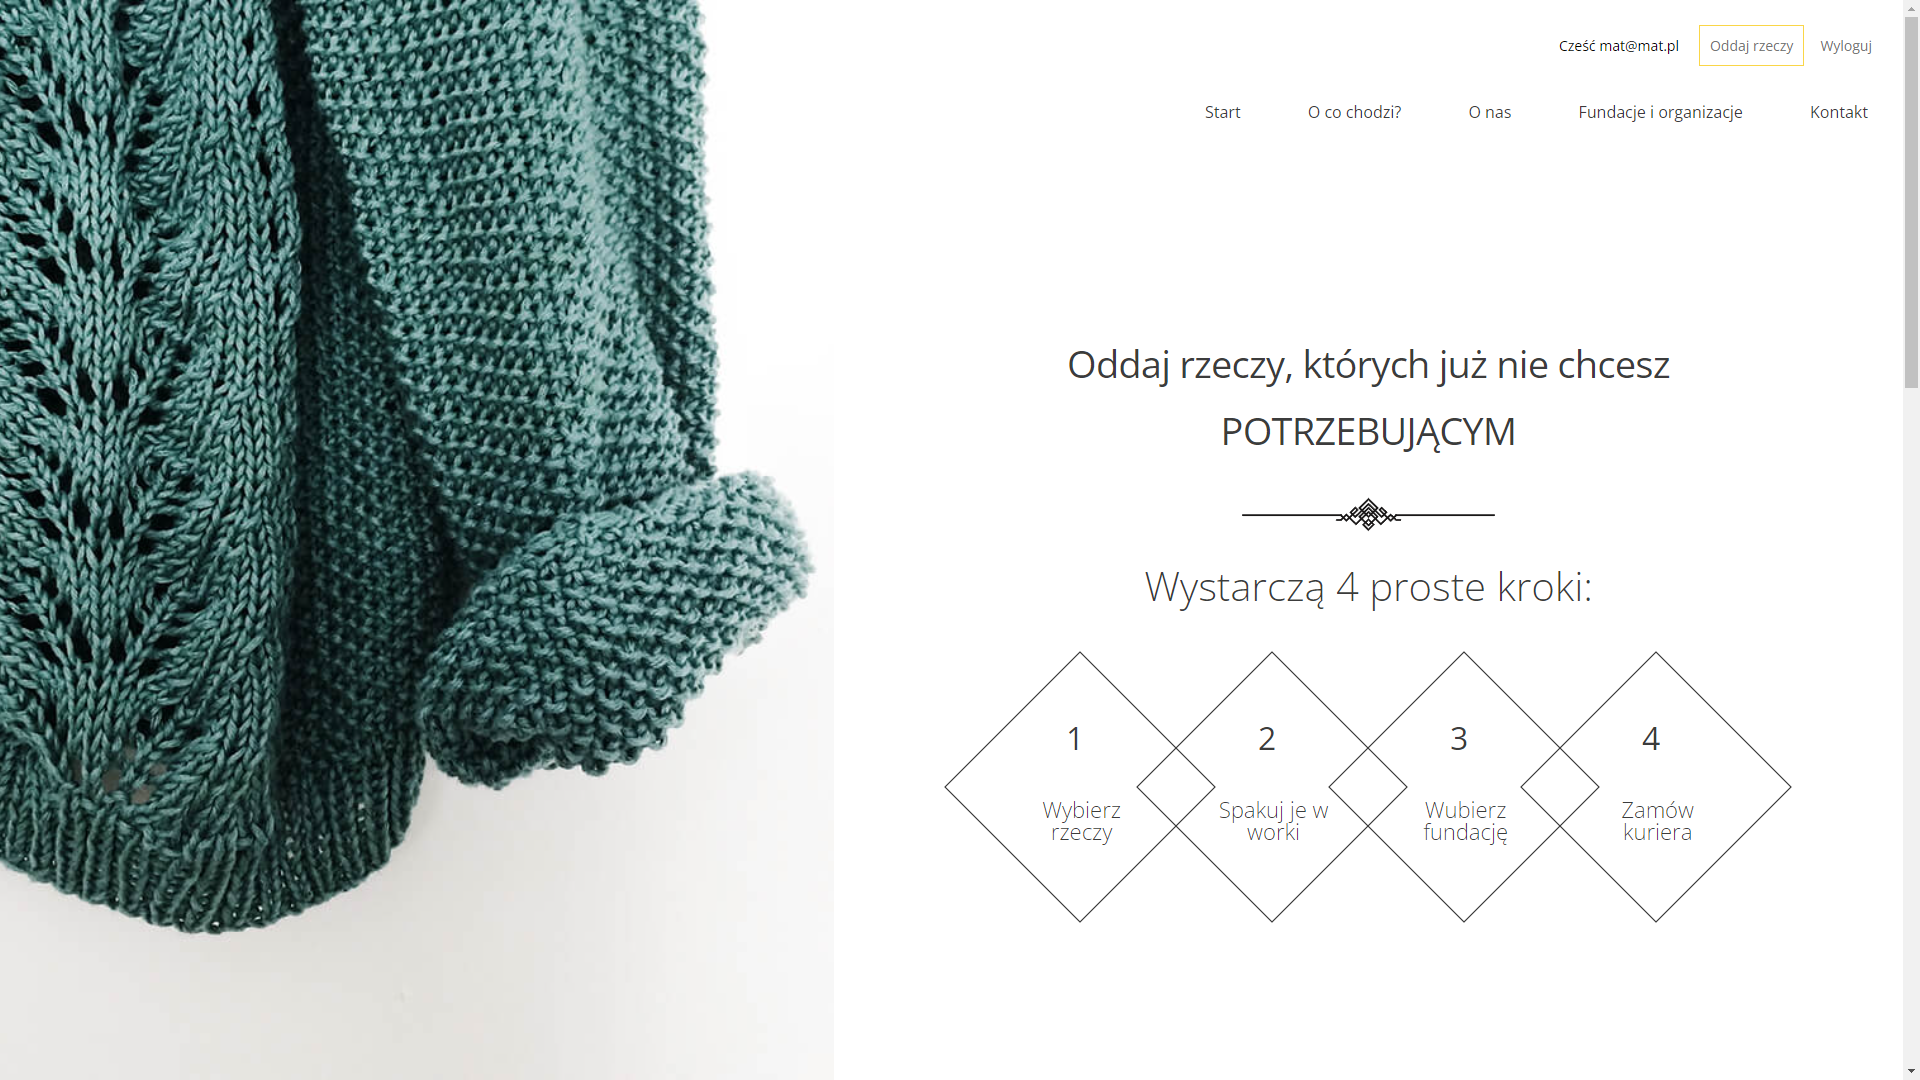 Cześć mat@mat.pl Oddaj rzeczy Wyloguj
Start O co chodzi? O nas Fundacje i organizacje Kontakt
Oddaj rzeczy, których już nie chcesz
POTRZEBUJĄCYM
Wystarczą 4 proste kroki:
1
Wybierz
rzeczy
2
Spakuj je w
worki
3
Wubierz
fundację
4
Zamów
kuriera